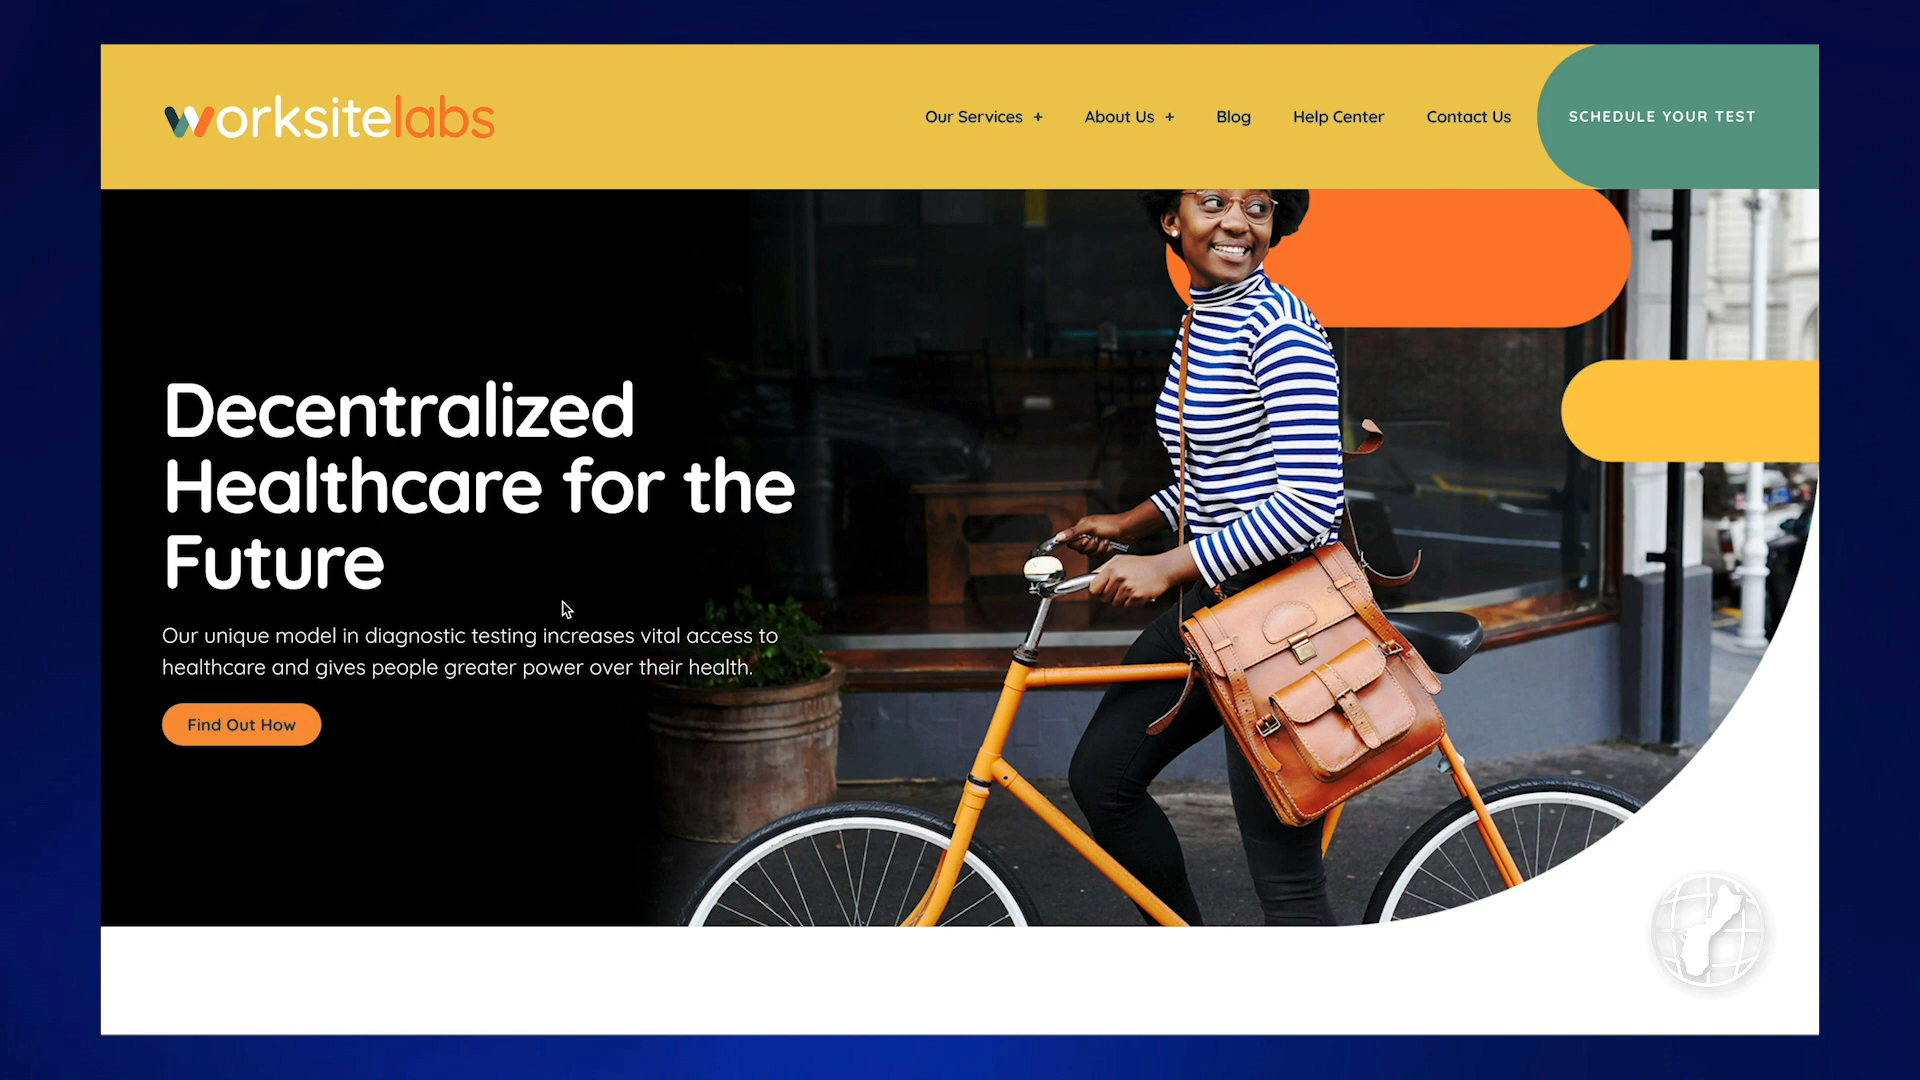 worksitelabs
Our Services +
About Us +
Blog
Help Center
Contact Us
SCHEDULE YOUR TEST
Decentralized
Healthcare for the
Future
Our unique model in diagnostic testing increases vital access to
healthcare and gives people greater power over their health.
Find Out How